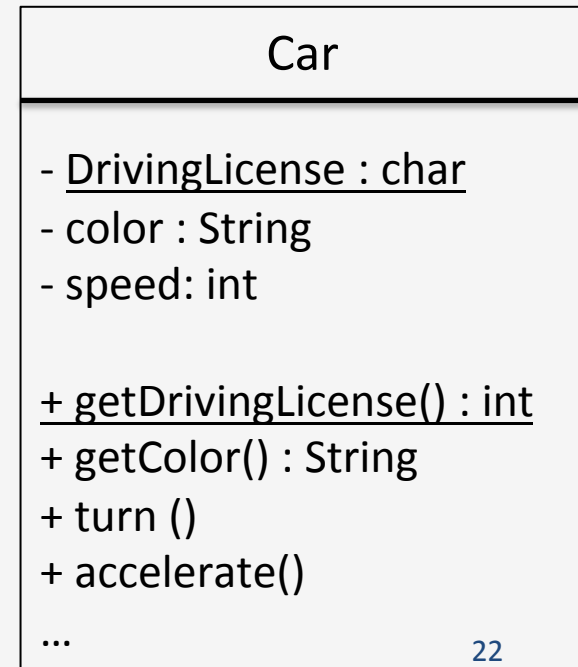 Car
- DrivingLicense : char
- color : String
- speed: int
+ getDrivingLicense() : int
+ getColor() : String
+ turn ()
+ accelerate()
...
22